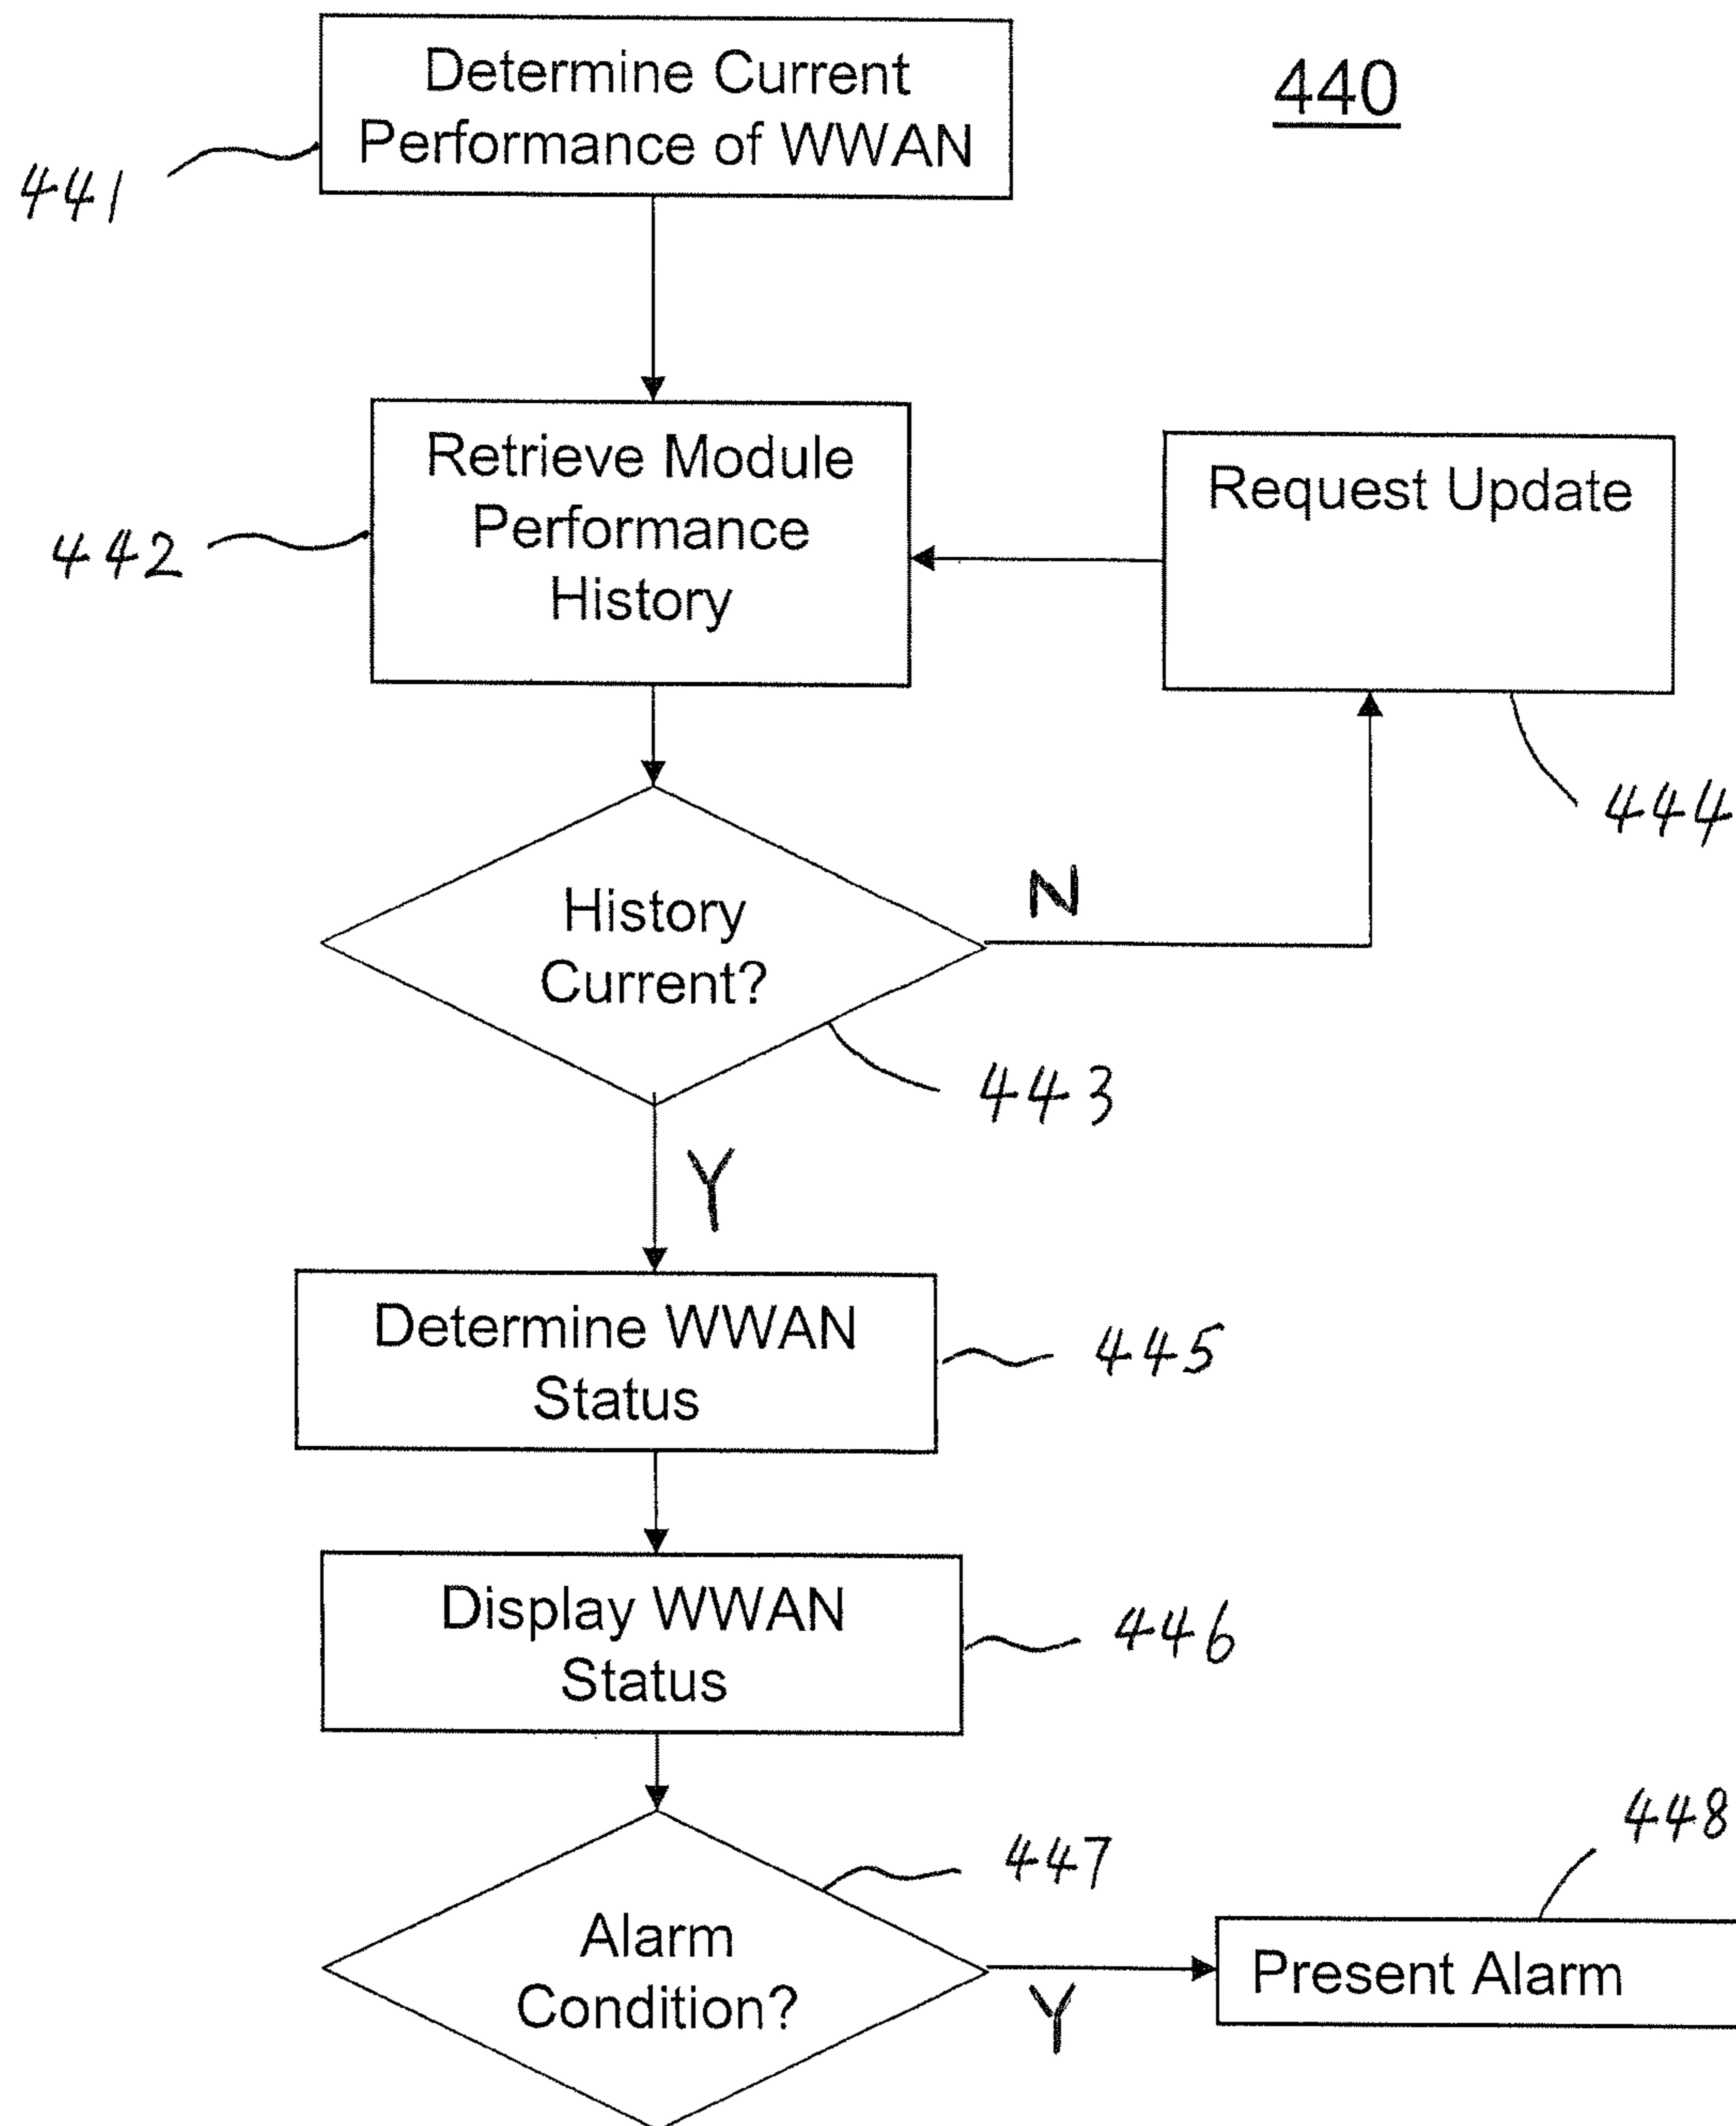 Determine Current
Performance of WWAN
440
441
Retrieve Module
Performance
History
442
Request Update
444
History
Current?
N
443
Y
Determine WWAN
Status
445
Display WWAN
Status
446
447
448
Alarm
Condition?
Y
Present Alarm